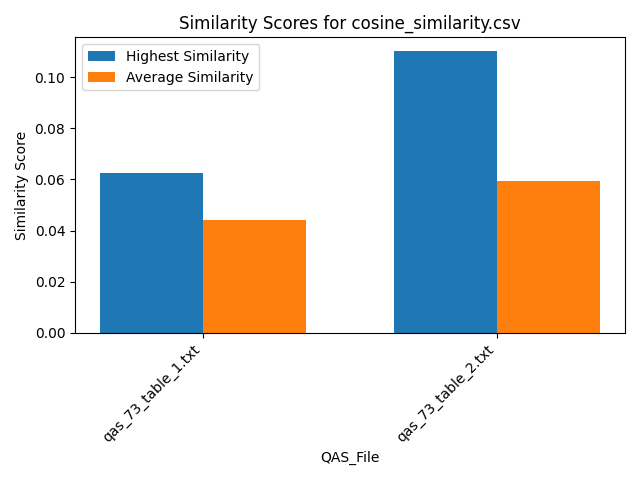 Similarity Scores for cosine_similarity.csv
Highest Similarity
Average Similarity
Similarity Score
0.10
0.08
0.06
0.04
0.02
0.00
qas_73_table_1.txt
qas_73_table_2.txt
QAS_File